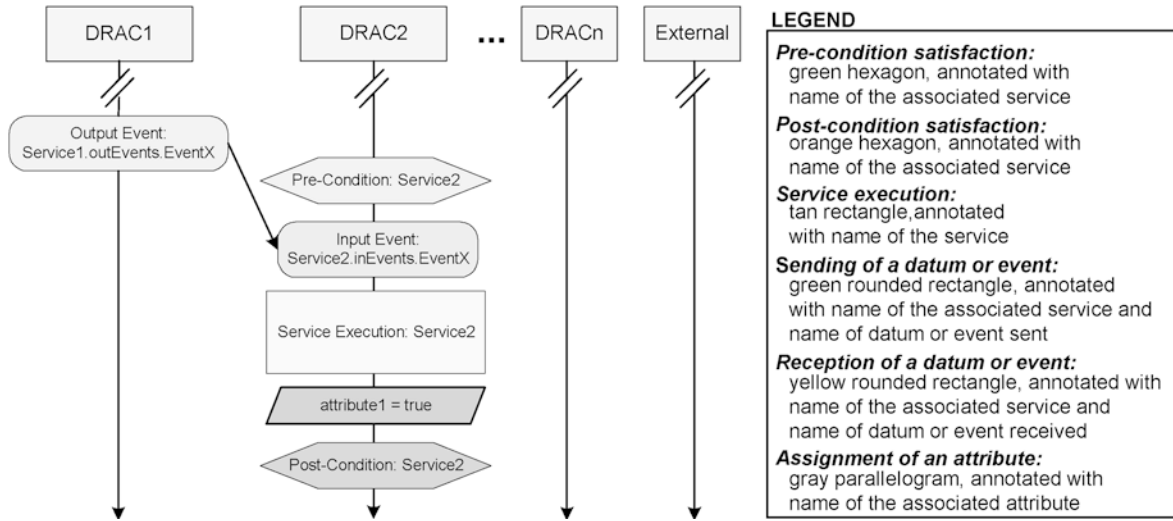 DRAC1
DRAC2
...
DRACn
External
Output Event:
Service1.outEvents.EventX
Pre-Condition: Service2
Input Event:
Service2.inEvents.EventX
Service Execution: Service2
attribute1 = true
Post-Condition: Service2
LEGEND
Pre-condition satisfaction:
green hexagon, annotated with
name of the associated service
Post-condition satisfaction:
orange hexagon, annotated with
name of the associated service
Service execution:
tan rectangle,annotated
with name of the service
Sending of a datum or event:
green rounded rectangle, annotated
with name of the associated service and
name of datum or event sent
Reception of a datum or event:
yellow rounded rectangle, annotated with
name of the associated service and
name of datum or event received
Assignment of an attribute:
gray parallelogram, annotated with
name of the associated attribute